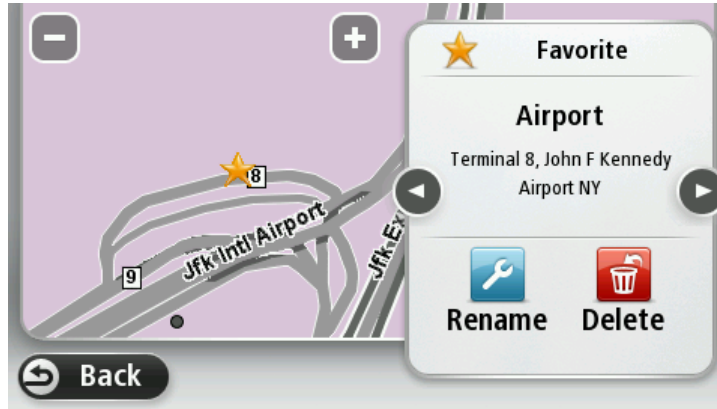 Favorite
Airport
Terminal 8, John F Kennedy
Airport NY
8
Jfk Intl Airport
9
Rename
Delete
Back